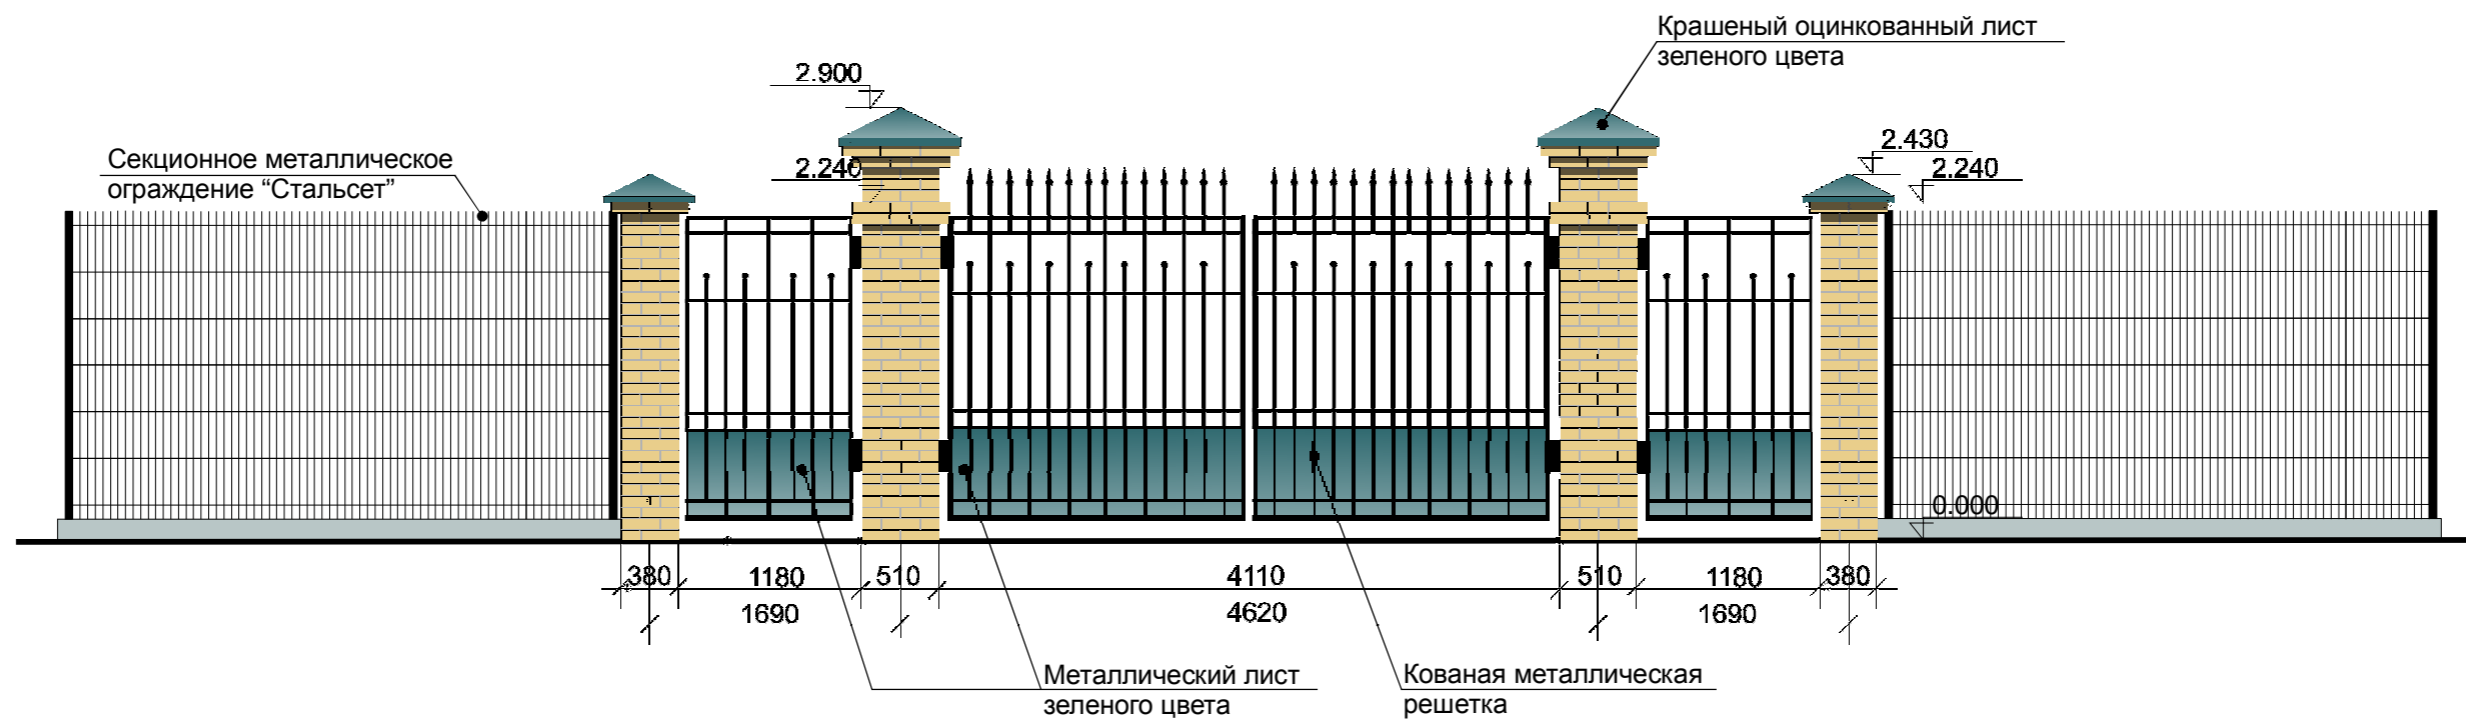 Крашеный оцинкованный лист
зеленого цвета
2.900
2.430
Секционное металлическое
ограждение “Стальсет”
2.240
2.240
0.000
380 1180 510 4110 510 1180 380
1690 4620 1690
Металлический лист
зеленого цвета
Кованая металлическая
решетка